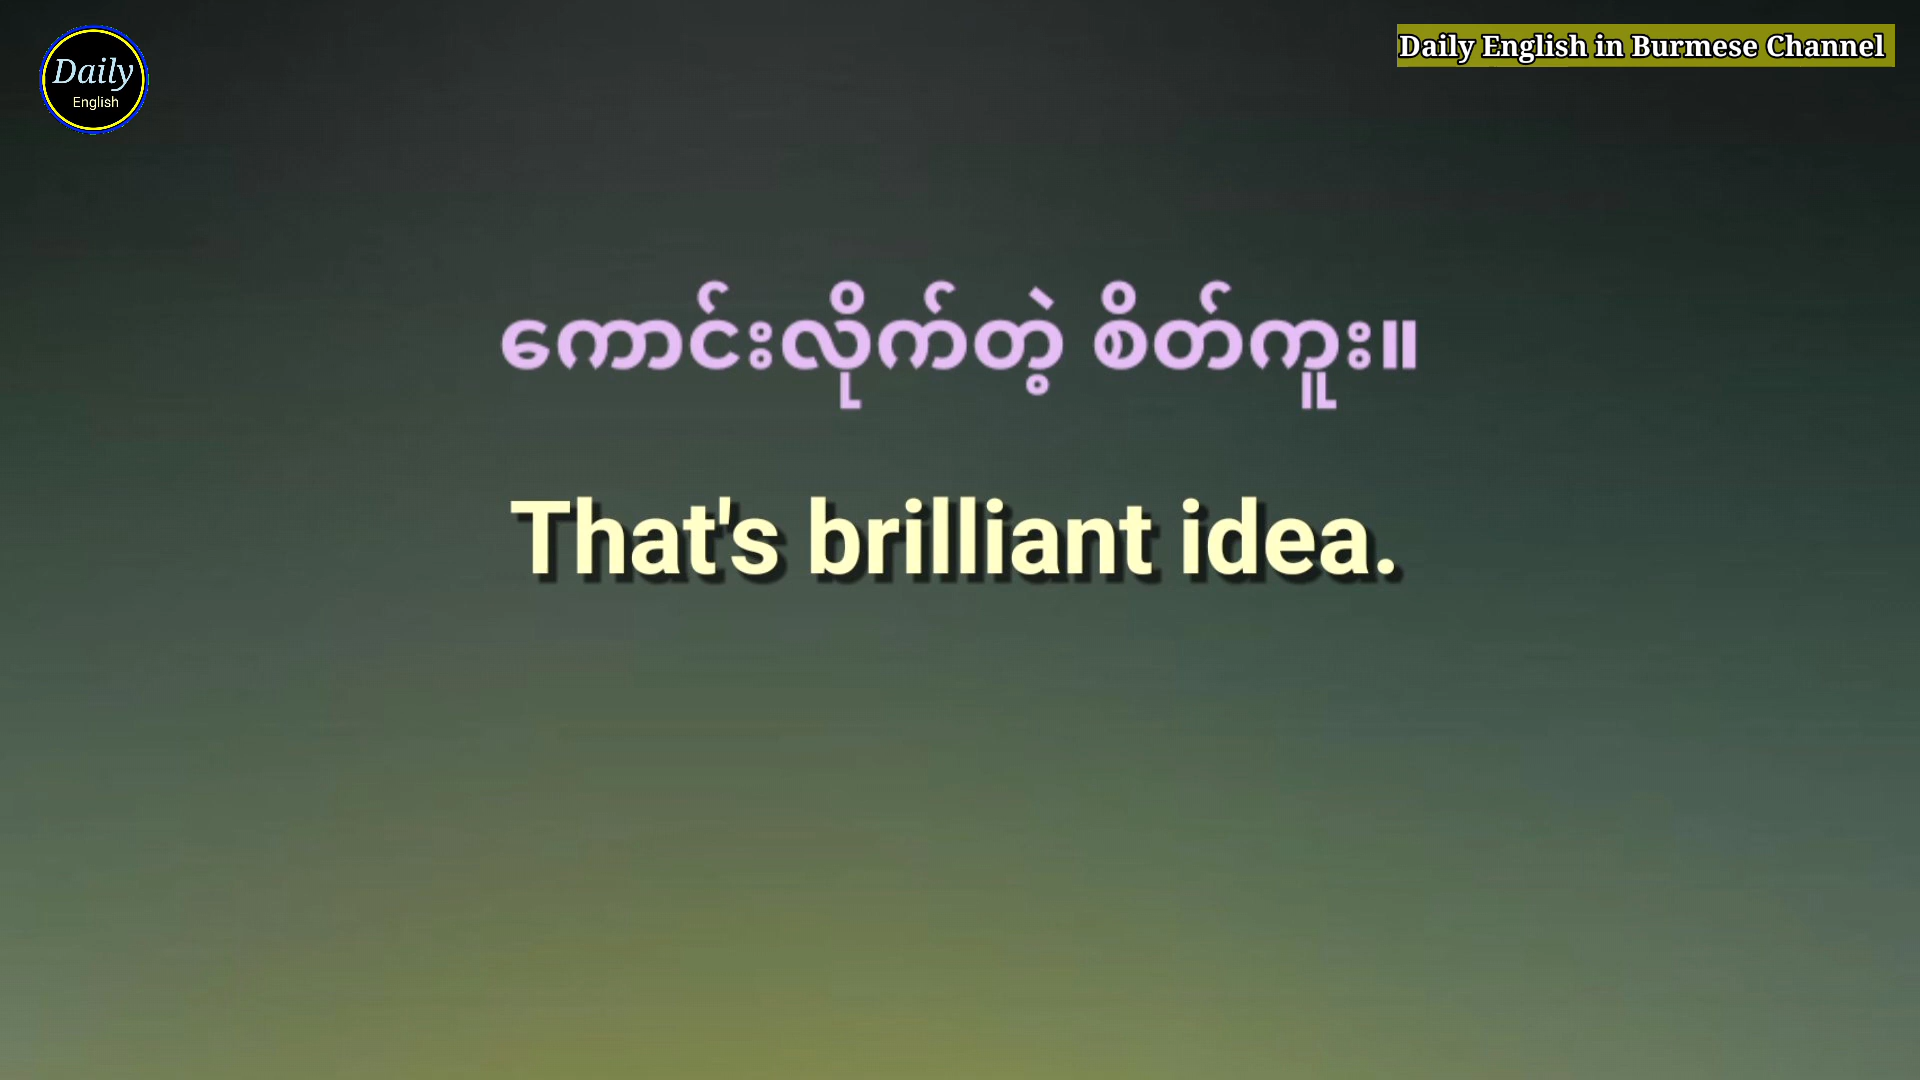 Daily
English
Daily English in Burmese Channel
ကောင်းလိုက်တဲ့ စိတ်ကူး။
That's brilliant idea.